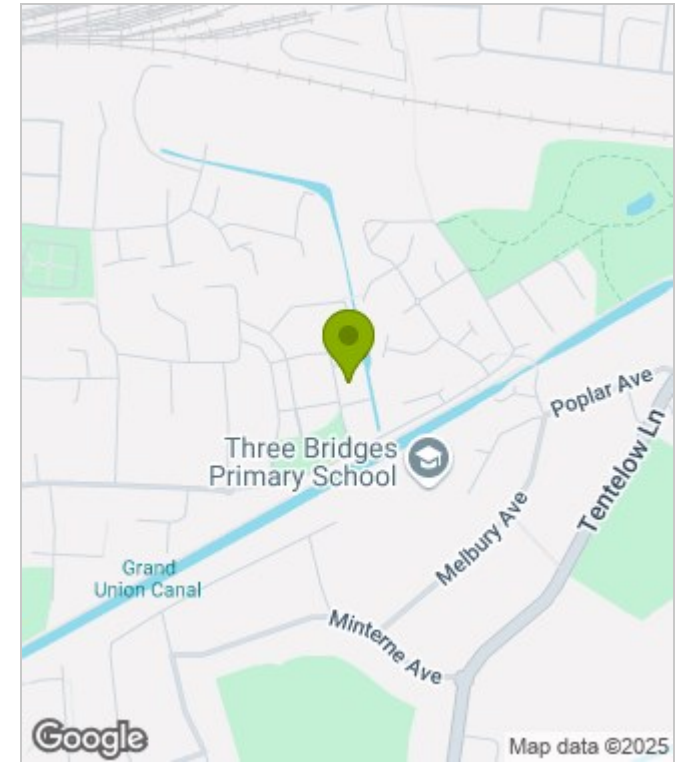 Poplar Ave
Tentelow Ln
Three Bridges
Primary School
Melbury Ave
Grand
Union Canal
Minterne Ave
Google
Map data ©2025